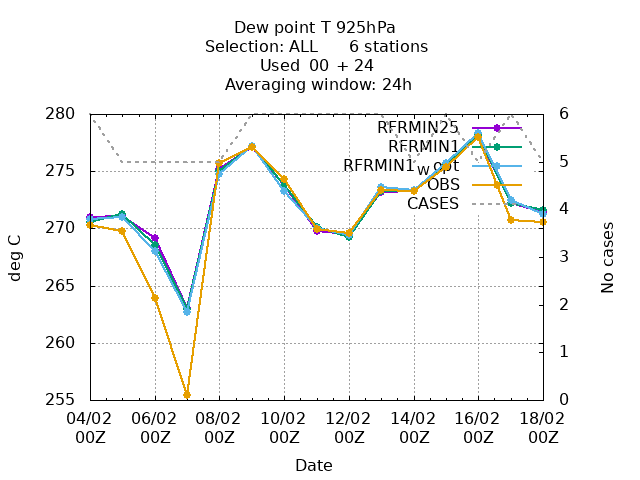 Dew point T 925hPa
Selection: ALL 6 stations
Used 00 + 24
Averaging window: 24h
280 6
RFRMIN25
RFRMIN1
RFRMIN1_w opt
OBS
CASES
275 5
270 4
265 3
260 2
1
255 0
deg C
No cases
04/02 06/02 08/02 10/02 12/02 14/02 16/02 18/02
00Z 00Z 00Z 00Z 00Z 00Z 00Z 00Z
Date